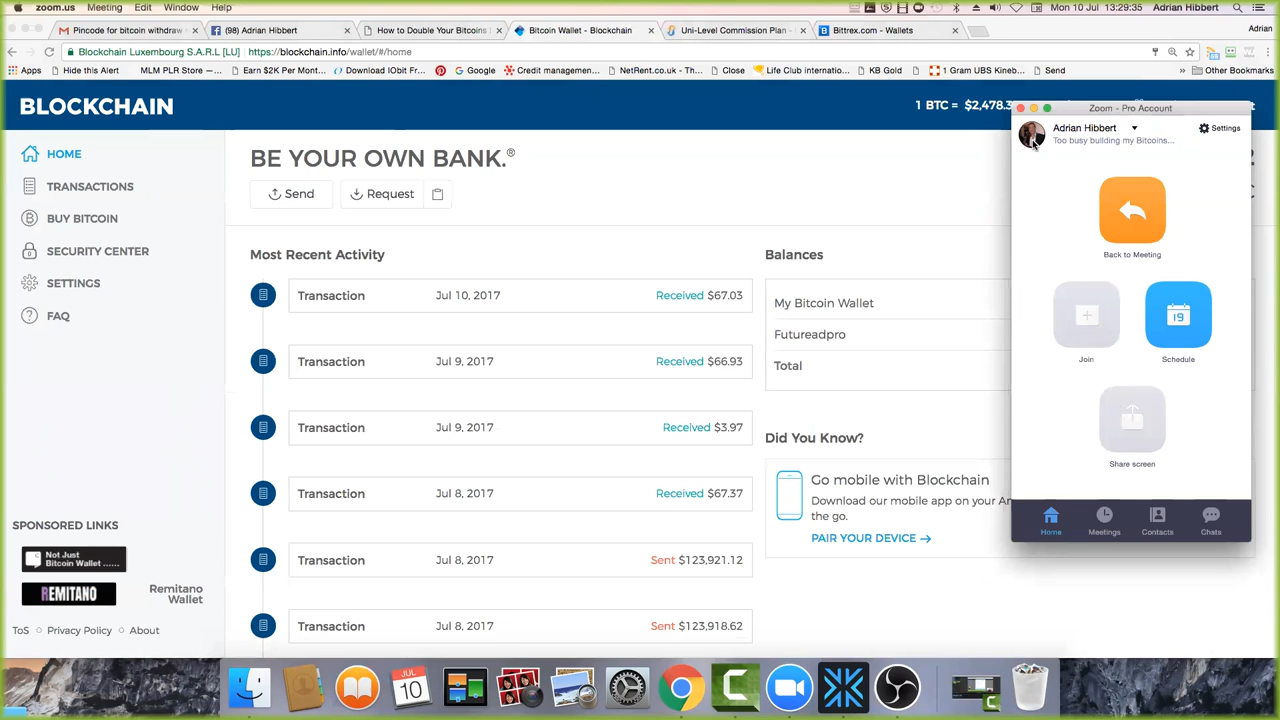 zoom.us Meeting Edit Window Help Mon 10 Jul 13:29:35 Adrian Hibbert
Pincode for bitcoin withdraw (98) Adrian Hibbert How to Double Your Bitcoins Bitcoin Wallet - Blockchain Uni-Level Commission Plan - Bittrex.com - Wallets Adrian
Blockchain Luxembourg S.A.R.L [LU] https://blockchain.info/wallet/#/home
Apps Hide this Alert MLM PLR Store —... Earn $2K Per Mont... Download IObit Fr... Google Credit managemen... NetRent.co.uk - Th... Close Life Club internatio... KB Gold 1 Gram UBS Kineb... Send » Other Bookmarks
BLOCKCHAIN
1 BTC = $2,478.3
HOME
TRANSACTIONS
BUY BITCOIN
SECURITY CENTER
SETTINGS
FAQ
SPONSORED LINKS
Not Just
Bitcoin Wallet ......
REMITANO
Remitano
Wallet
ToS Privacy Policy About
BE YOUR OWN BANK.®
Send Request
Most Recent Activity
Transaction Jul 10, 2017 Received $67.03
Transaction Jul 9, 2017 Received $66.93
Transaction Jul 9, 2017 Received $3.97
Transaction Jul 8, 2017 Received $67.37
Transaction Jul 8, 2017 Sent $123,921.12
Transaction Jul 8, 2017 Sent $123,918.62
Balances
My Bitcoin Wallet
Futureadpro
Total
Did You Know?
Go mobile with Blockchain
Download our mobile app on your
the go.
PAIR YOUR DEVICE →
Zoom - Pro Account
Adrian Hibbert
Settings
Too busy building my Bitcoins...
Back to Meeting
19
Join
Schedule
Share screen
Home Meetings Contacts Chats
JUL
10